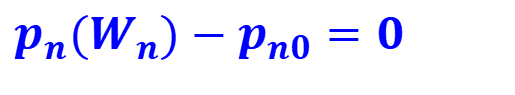 pₙ(Wₙ) − pₙ₀ = 0